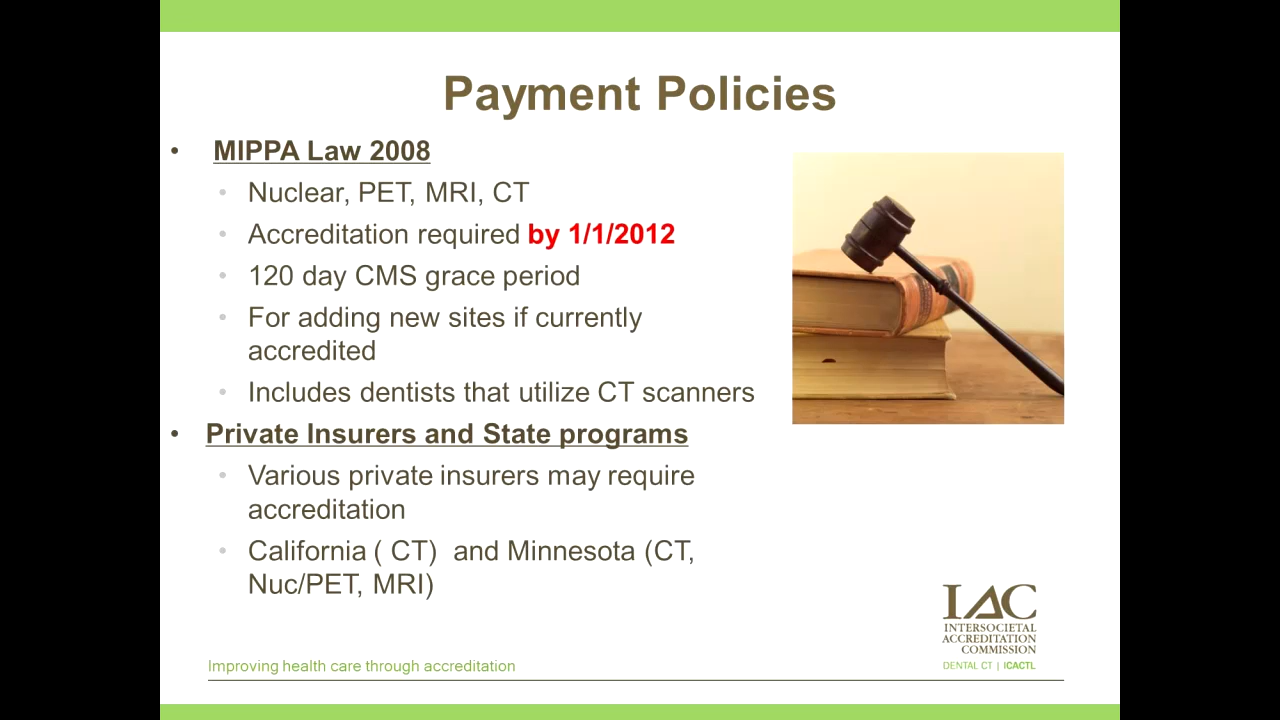 Payment Policies
• MIPPA Law 2008
• Nuclear, PET, MRI, CT
• Accreditation required by 1/1/2012
• 120 day CMS grace period
• For adding new sites if currently
accredited
• Includes dentists that utilize CT scanners
• Private Insurers and State programs
• Various private insurers may require
accreditation
• California ( CT)  and Minnesota (CT,
Nuc/PET, MRI)
IAC
INTERSOCIETAL
ACCREDITATION
COMMISSION
DENTAL CT | ICACTL
Improving health care through accreditation